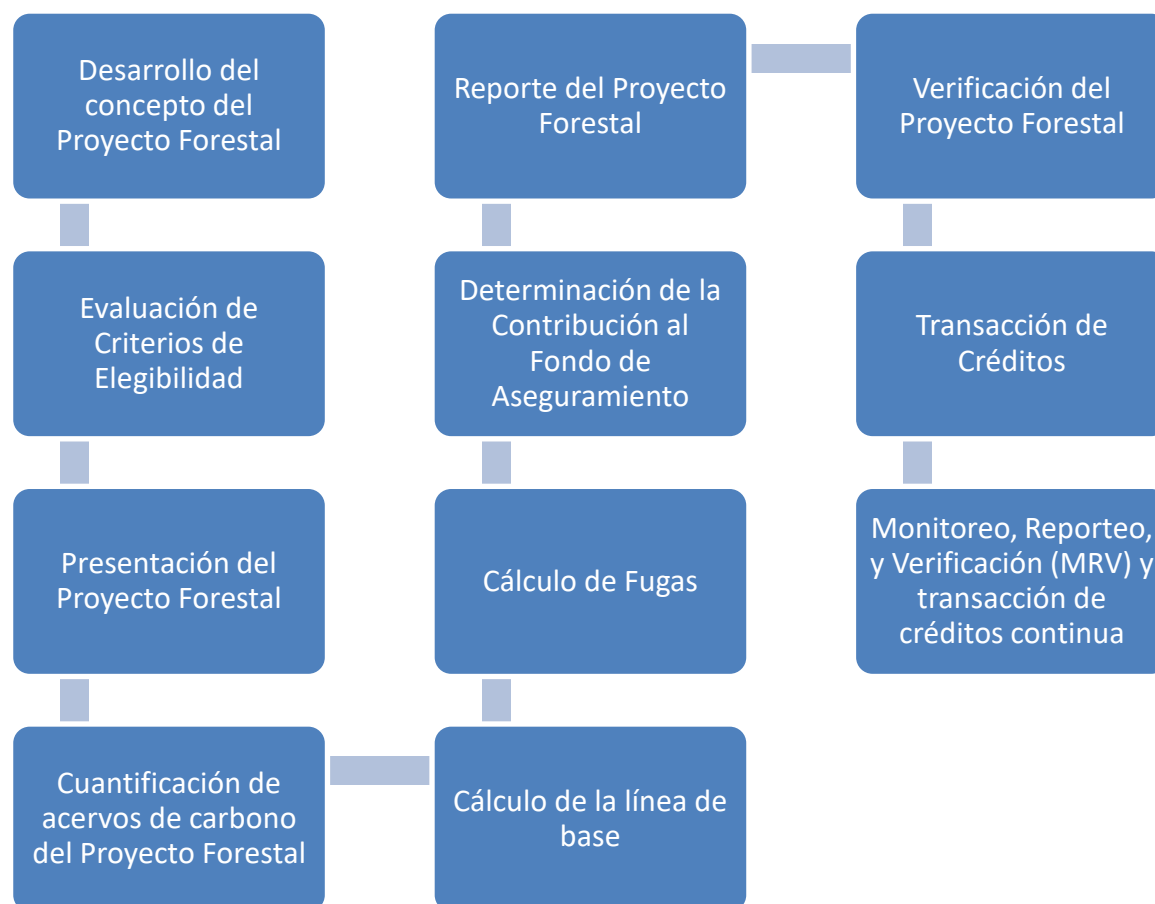 Desarrollo del
concepto del
Proyecto Forestal
Evaluación de
Criterios de
Elegibilidad
Presentación del
Proyecto Forestal
Cuantificación de
acervos de carbono
del Proyecto Forestal
Cálculo de la línea de
base
Cálculo de Fugas
Determinación de la
Contribución al
Fondo de
Aseguramiento
Reporte del Proyecto
Forestal
Verificación del
Proyecto Forestal
Transacción de
Créditos
Monitoreo, Reporteo,
y Verificación (MRV) y
transacción de
créditos continua